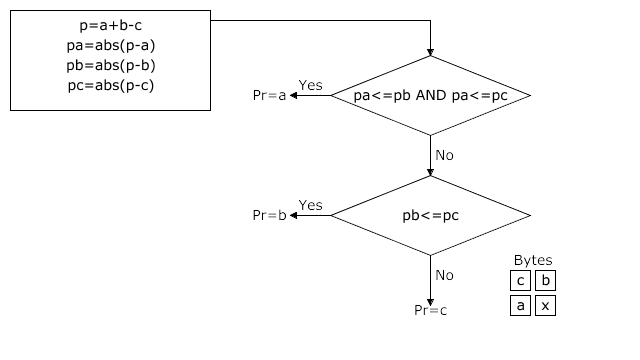 p=a+b-c
pa=abs(p-a)
pb=abs(p-b)
pc=abs(p-c)
Pr=a
Yes
pa<=pb AND pa<=pc
No
Pr=b
Yes
pb<=pc
No
Pr=c
Bytes
c b
a x